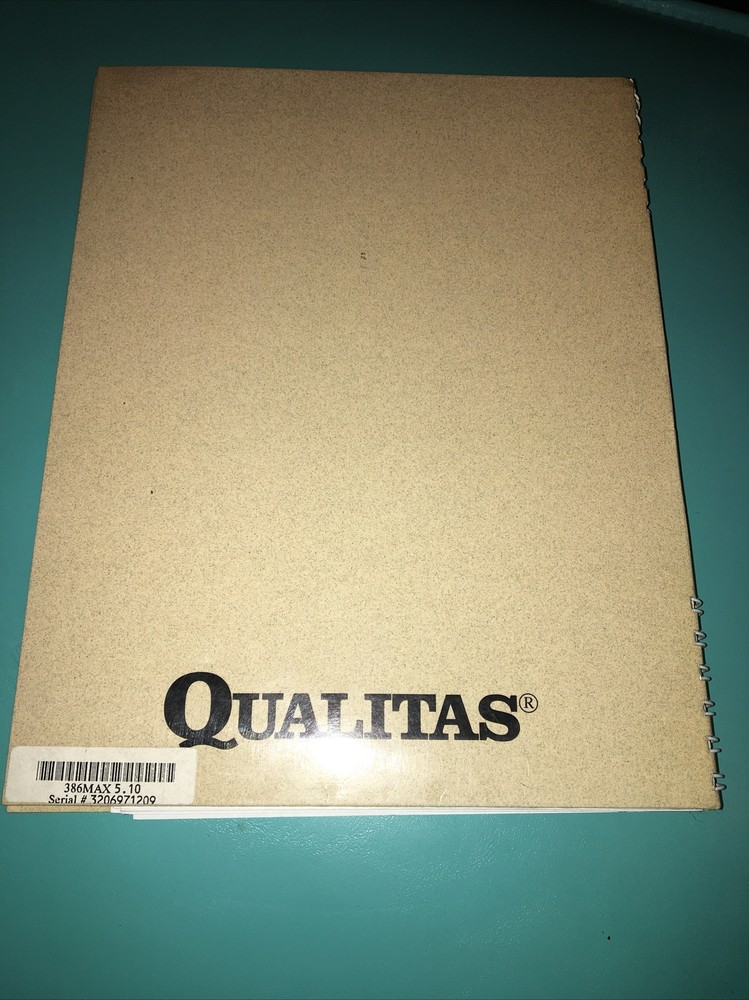 QUALITAS®
386MAX 5.10
Serial # 3206971209